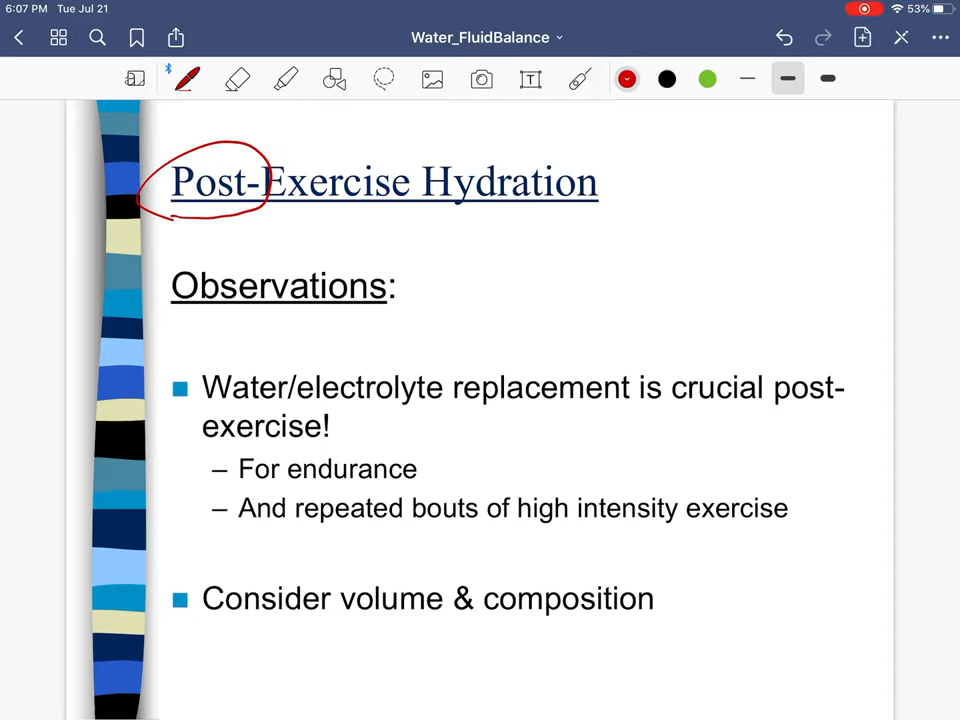 6:07 PM Tue Jul 21
53%
Water_FluidBalance
T
Post-Exercise Hydration
Observations:
Water/electrolyte replacement is crucial post-
exercise!
– For endurance
– And repeated bouts of high intensity exercise
Consider volume & composition